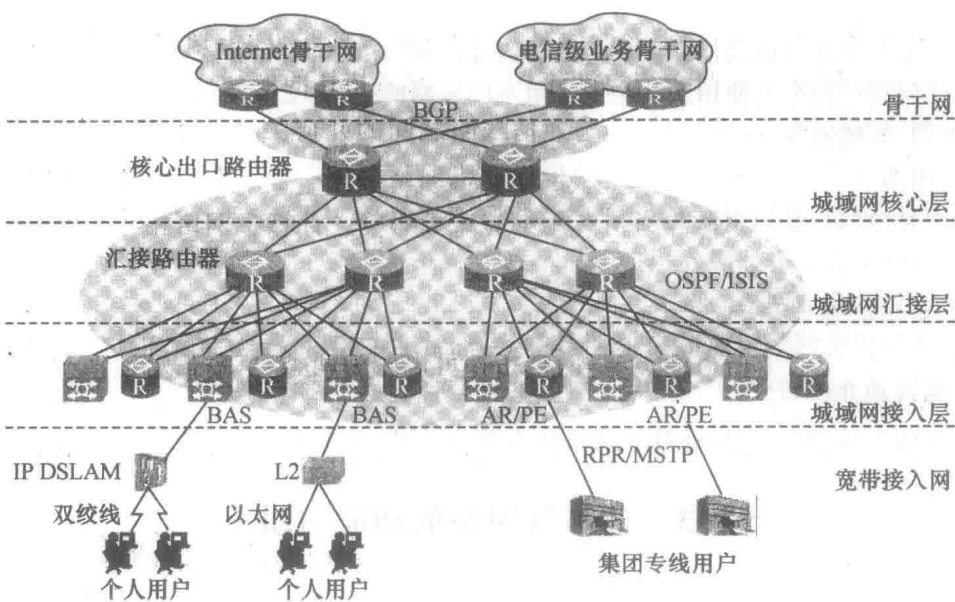 Internet骨干网
电信级业务骨干网
R
R
R
R
BGP
骨干网
核心出口路由器
R
R
城域网核心层
汇接路由器
R
R
R
R
OSPF/ISIS
城域网汇接层
R
R
R
R
R
R
BAS
BAS
AR/PE
AR/PE
城域网接入层
IP DSLAM
L2
RPR/MSTP
宽带接入网
双绞线
以太网
个人用户
个人用户
集团专线用户